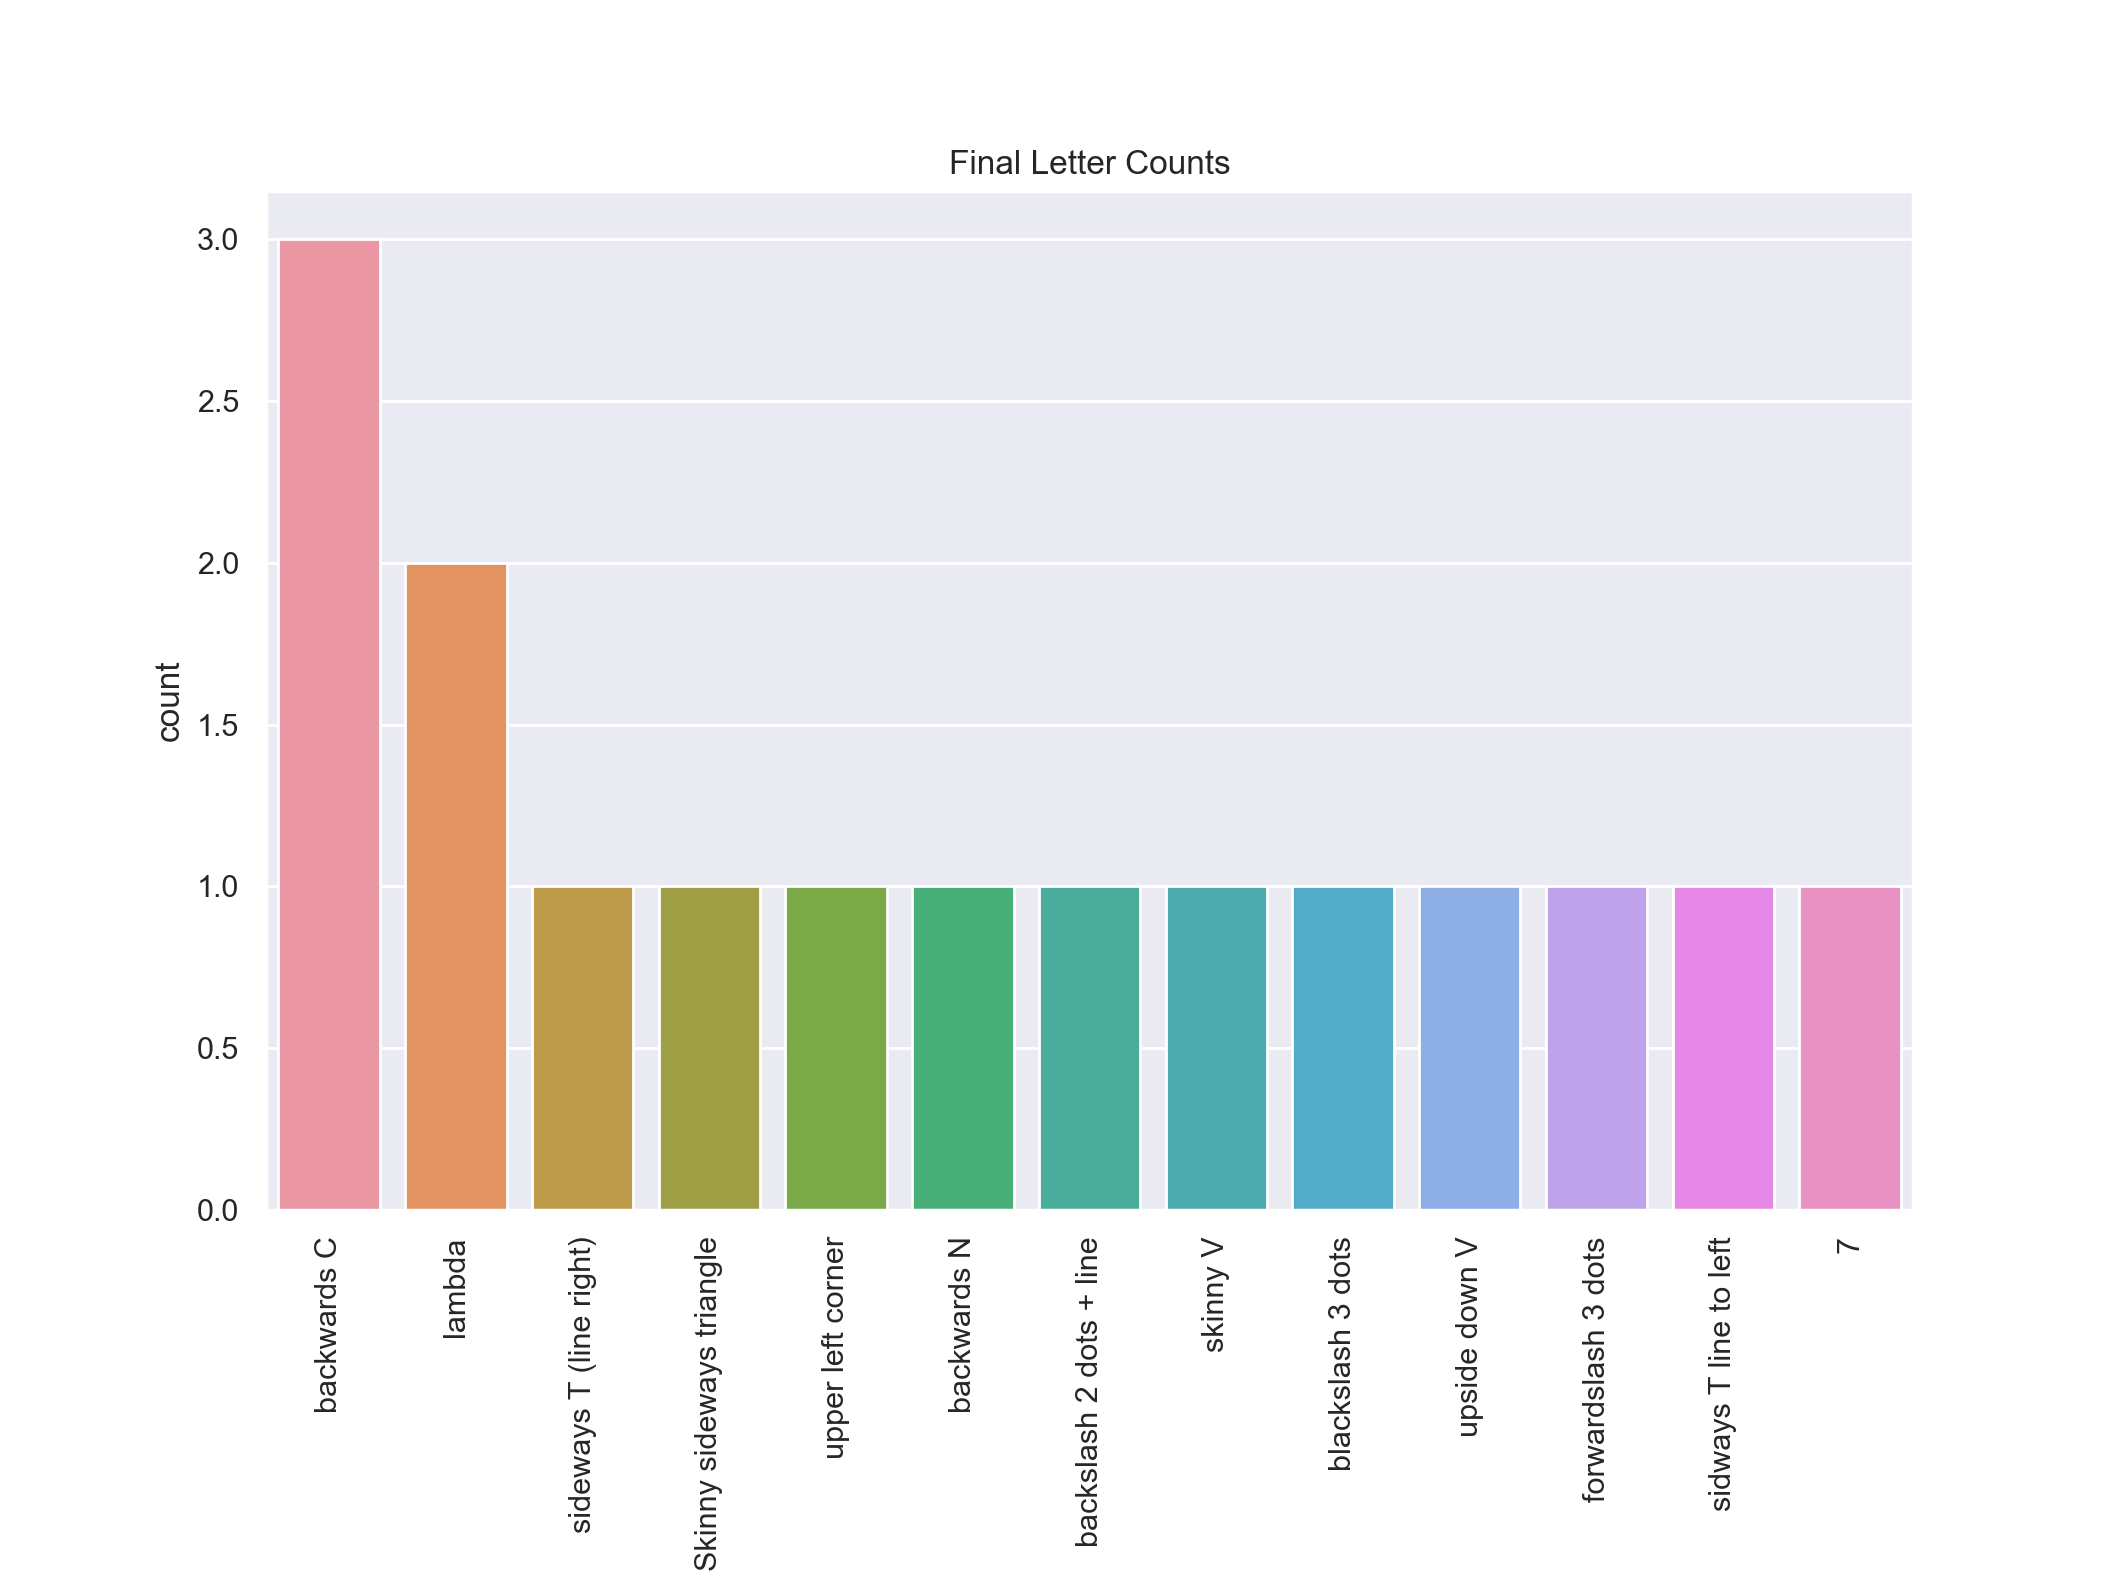 Final Letter Counts
count
3.0
2.5
2.0
1.5
1.0
0.5
0.0
backwards C
lambda
sideways T (line right)
Skinny sideways triangle
upper left corner
backwards N
backslash 2 dots + line
skinny V
blackslash 3 dots
upside down V
forwardslash 3 dots
sidways T line to left
7